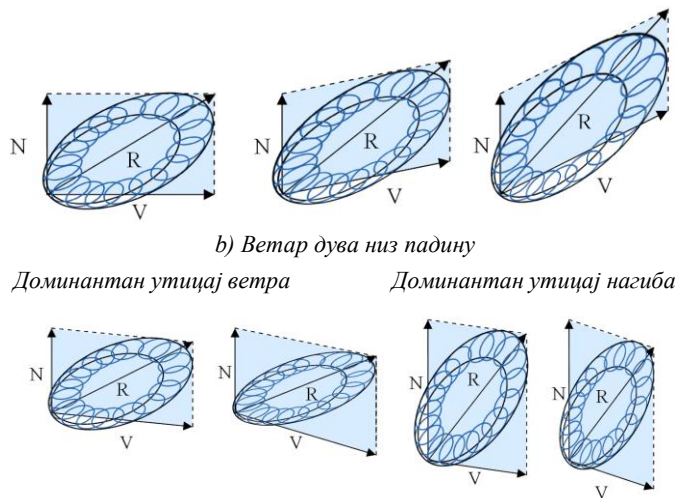 N R V
N R V
N R V
b) Ветар дува низ падину
Доминантан утицај ветра Доминантан утицај нагиба
N R V
N R V
N R V
N R V